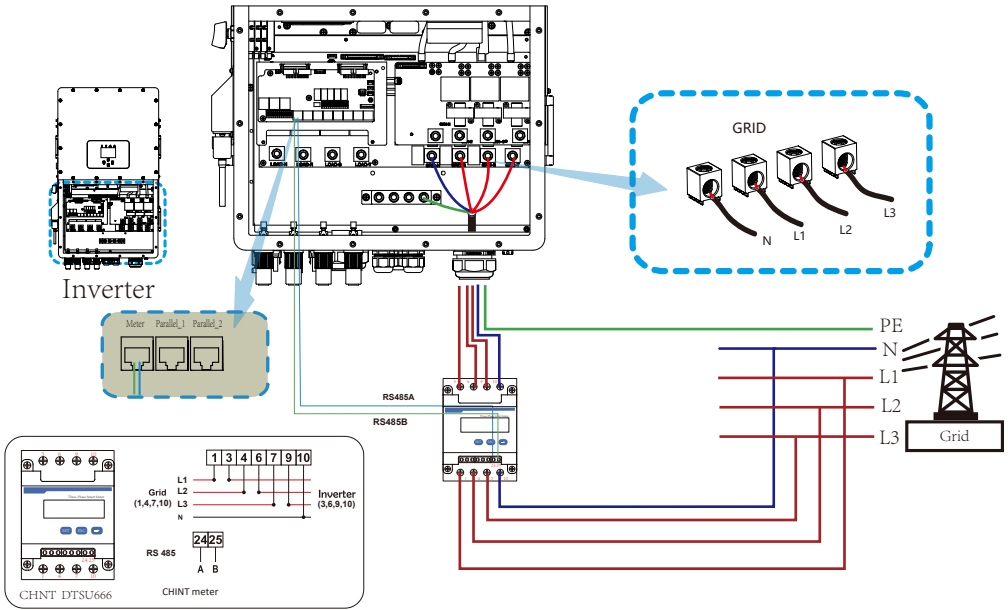 GRID
N
L1
L2
L3
Inverter
Meter
Parallel_1
Parallel_2
PE
N
L1
L2
L3
Grid
RS485A
RS485B
1 3 4 6 7 9 10
L1
L2
L3
N
Grid
(1,4,7,10)
Inverter
(3,6,9,10)
24 25
RS 485
A B
CHINT meter
CHNT DTSU666